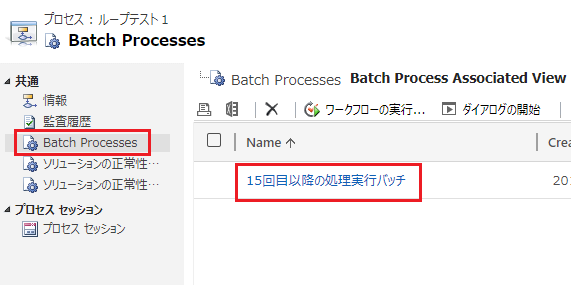 プロセス : ループテスト1
Batch Processes
共通
情報
監査履歴
Batch Processes
ソリューションの正常性…
ソリューションの正常性…
プロセス セッション
プロセス セッション
Batch Processes Batch Process Associated View
ワークフローの実行... ダイアログの開始
Name ↑ Crea
15回目以降の処理実行バッチ 201